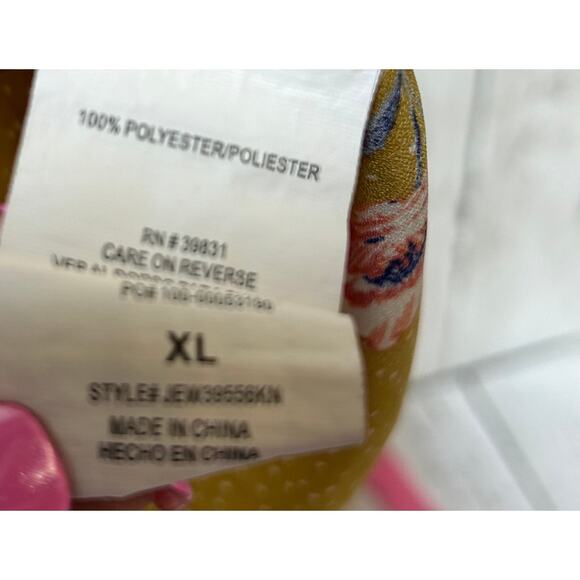 100% POLYESTER/POLIESTER
RN # 39831
CARE ON REVERSE
XL
STYLE# JEW39556KN
MADE IN CHINA
HECHO EN CHINA